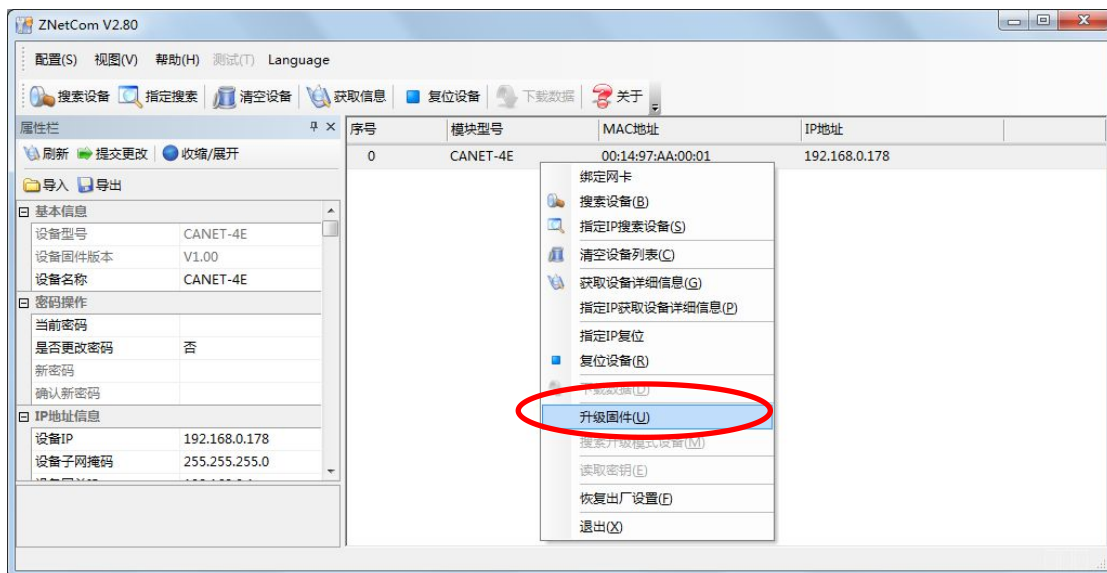 ZNetCom V2.80
配置(S) 视图(V) 帮助(H) 测试(T) Language
搜索设备 指定搜索 清空设备 获取信息 复位设备 下载数据 关于
属性栏
刷新 提交更改 收缩/展开
导入 导出
基本信息
设备型号 CANET-4E
设备固件版本 V1.00
设备名称 CANET-4E
密码操作
当前密码
是否更改密码 否
新密码
确认新密码
IP地址信息
设备IP 192.168.0.178
设备子网掩码 255.255.255.0
序号 模块型号 MAC地址 IP地址
0 CANET-4E 00:14:97:AA:00:01 192.168.0.178
绑定网卡
搜索设备(B)
指定IP搜索设备(S)
清空设备列表(C)
获取设备详细信息(G)
指定IP获取设备详细信息(P)
指定IP复位
复位设备(R)
下载数据(D)
升级固件(U)
搜索升级模式设备(M)
读取密钥(E)
恢复出厂设置(F)
退出(X)